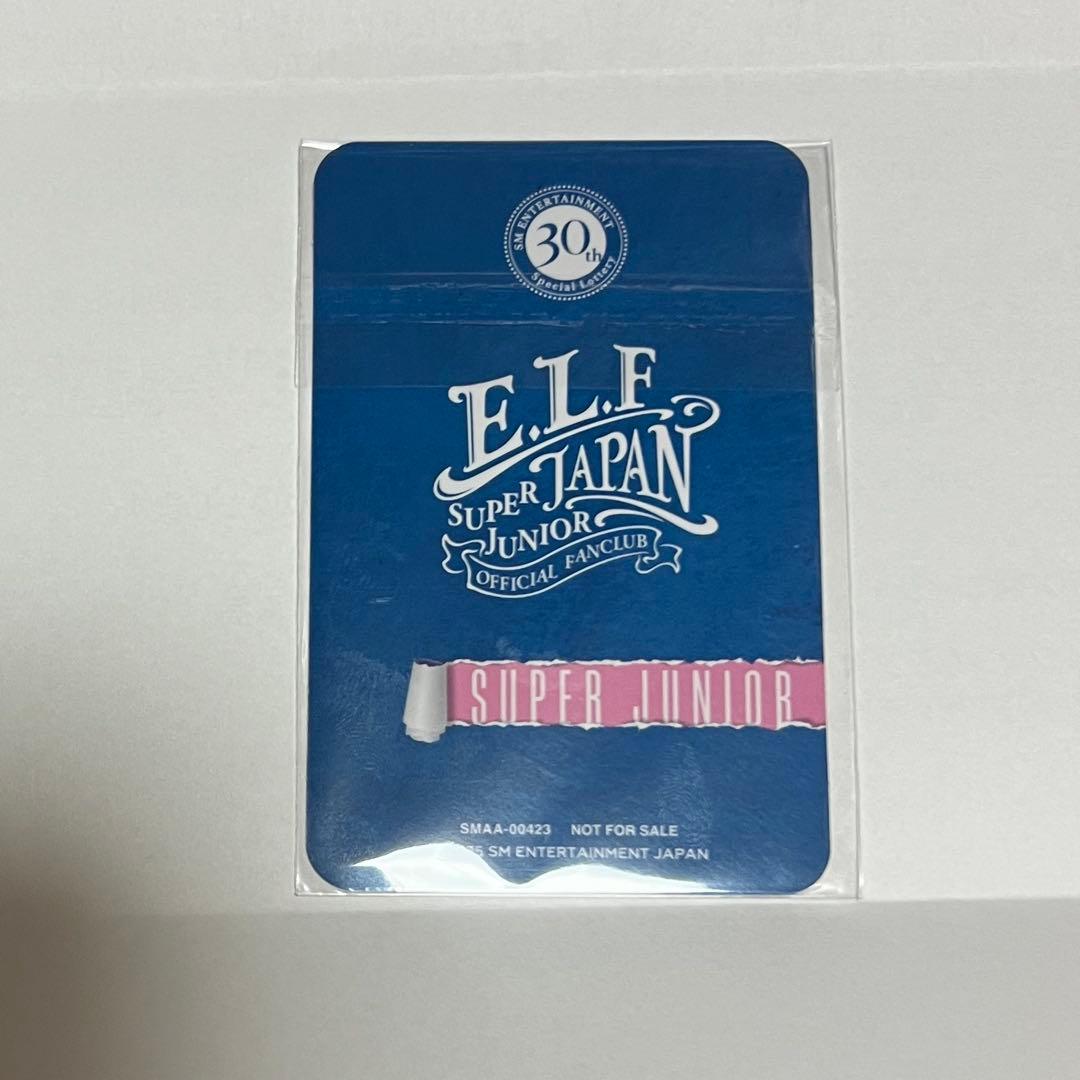 SM ENTERTAINMENT
30th
Special Lottery
E.L.F
JAPAN
SUPER
JUNIOR
OFFICIAL FANCLUB
SUPER JUNIOR
SMAA-00423 NOT FOR SALE
SM ENTERTAINMENT JAPAN